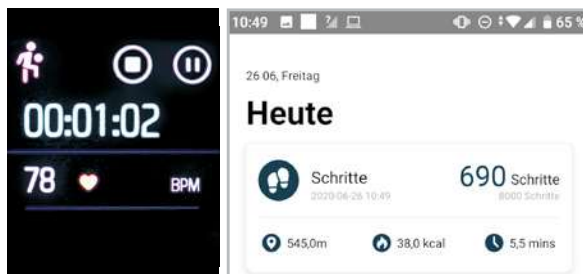 00:01:02
78 BPM
10:49 65 %
26 06, Freitag
Heute
Schritte 690 Schritte
2020-06-26 10:49 8000 Schritte
545,0m 38,0 kcal 5,5 mins